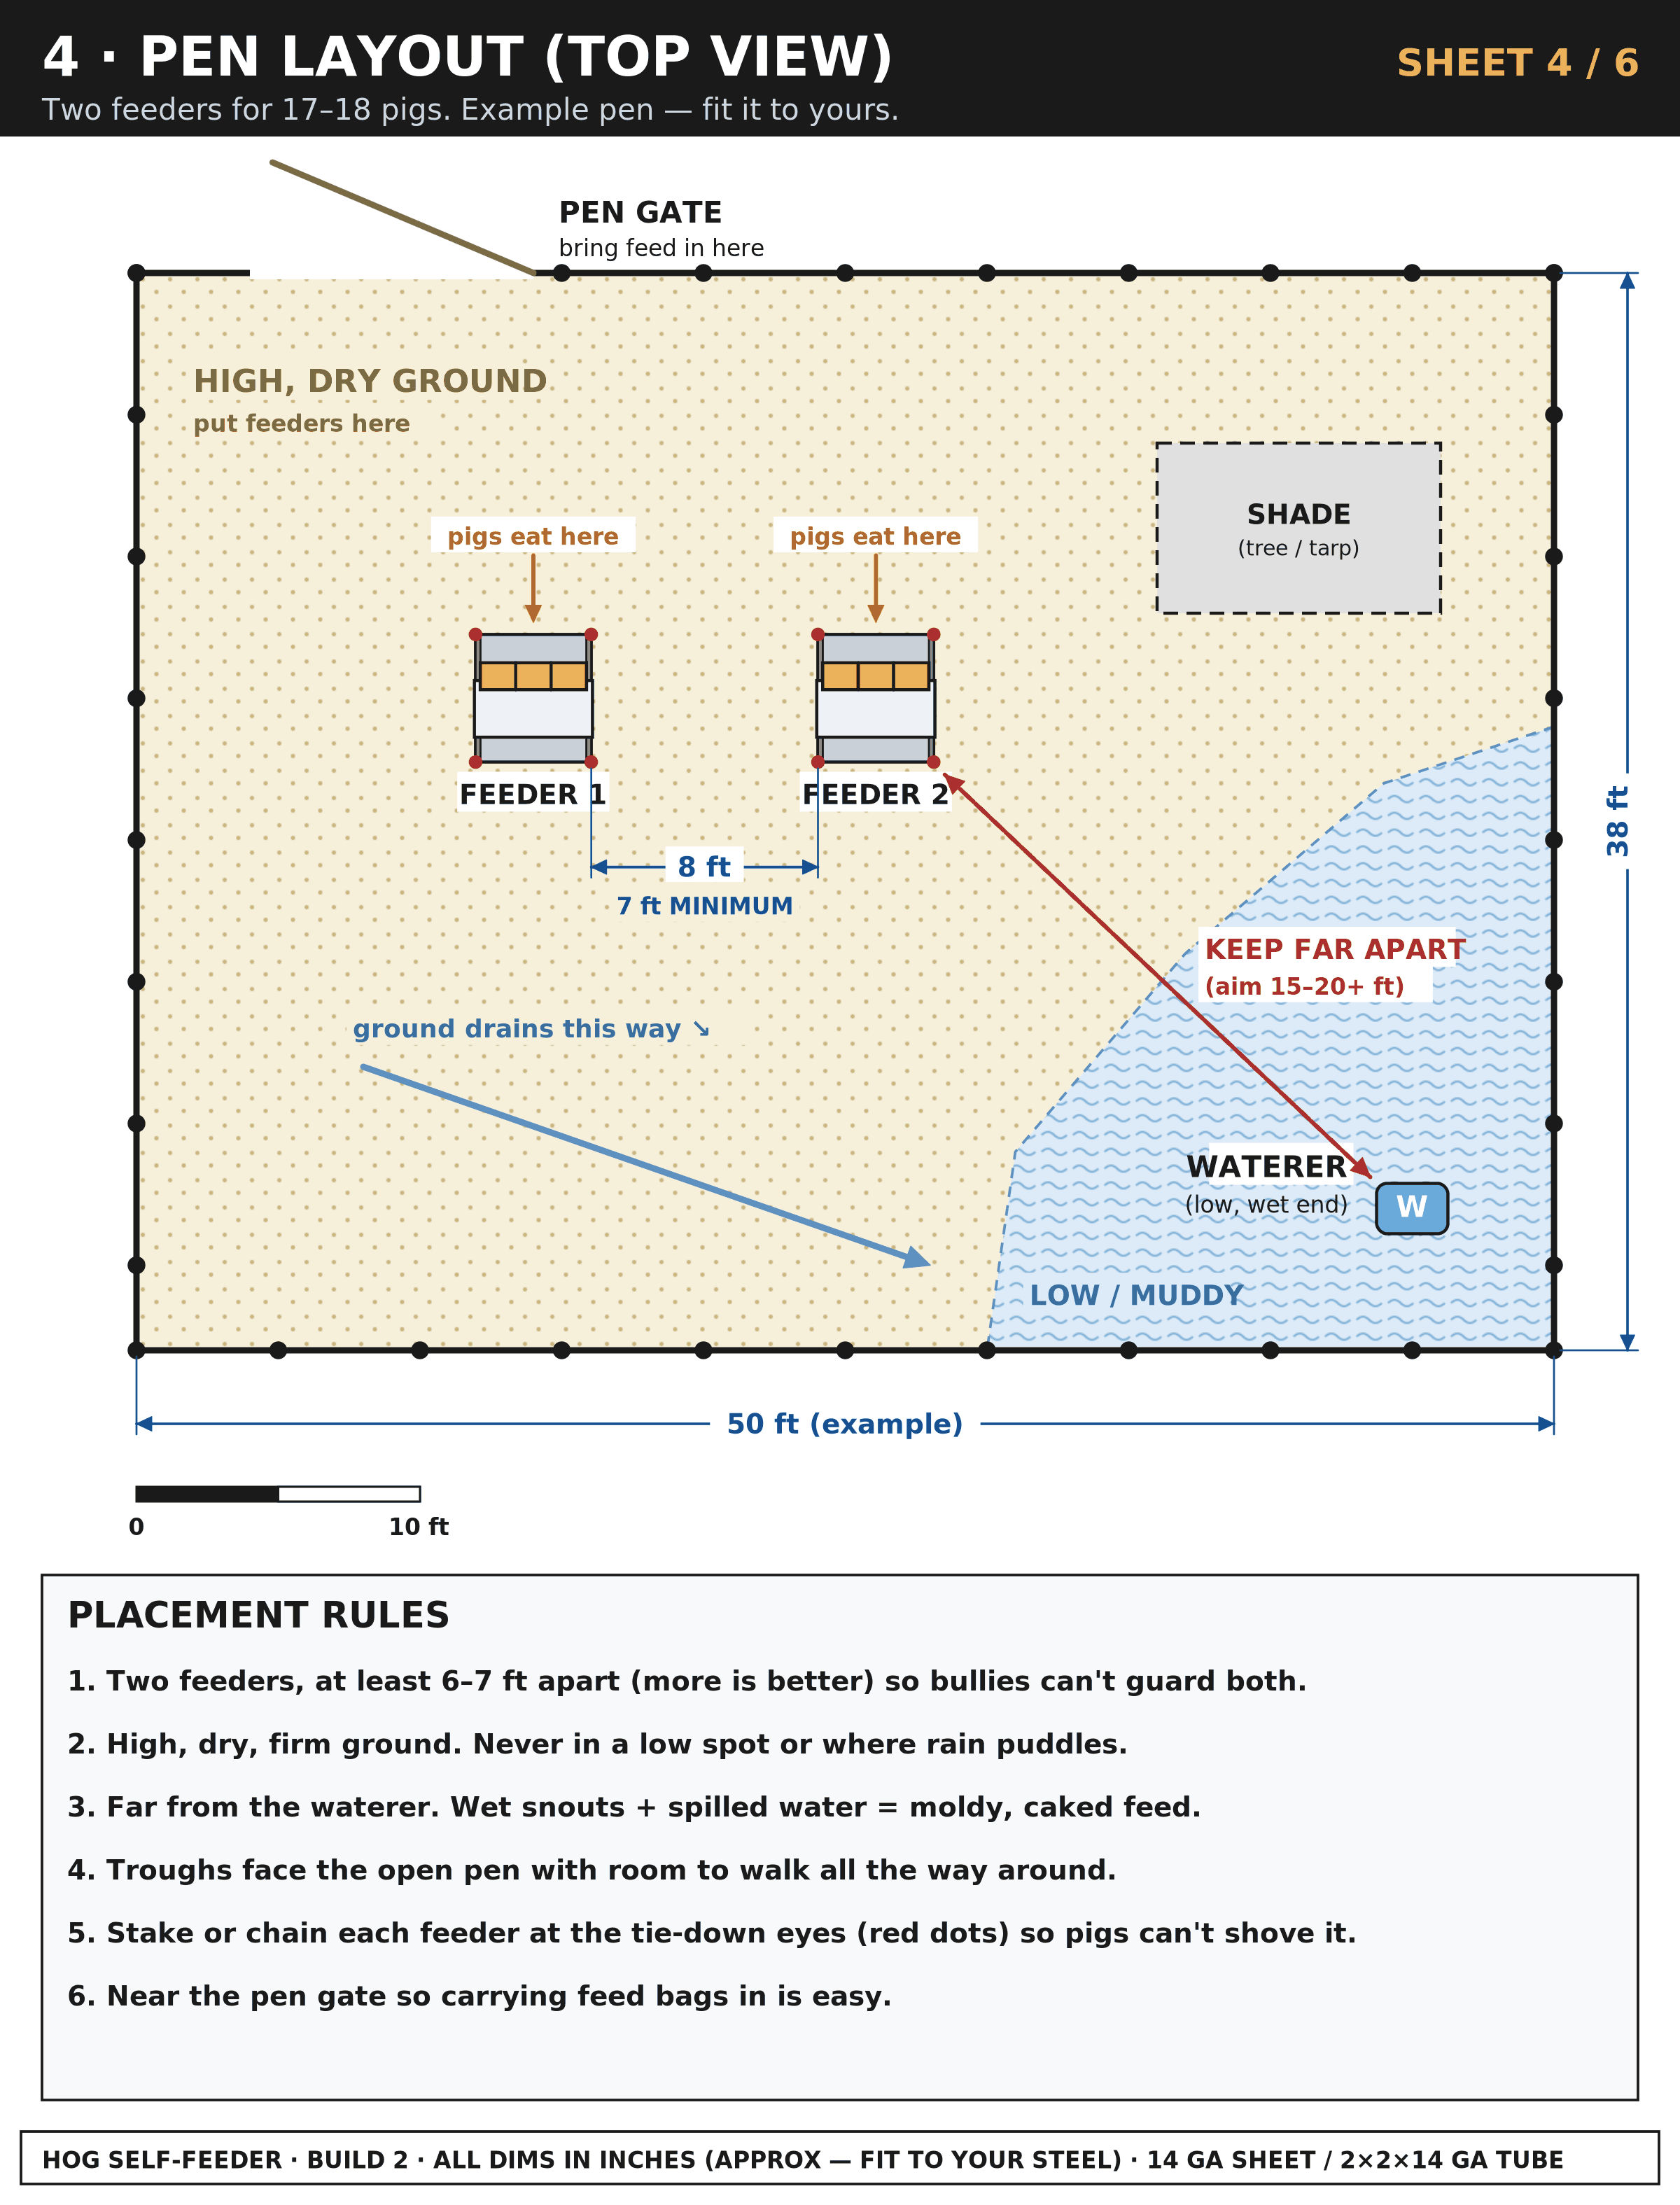 4 · PEN LAYOUT (TOP VIEW)
SHEET 4 / 6
Two feeders for 17–18 pigs. Example pen — fit it to yours.
PEN GATE
bring feed in here
HIGH, DRY GROUND
put feeders here
SHADE
(tree / tarp)
pigs eat here
pigs eat here
FEEDER 1
FEEDER 2
38 ft
8 ft
7 ft MINIMUM
KEEP FAR APART
(aim 15–20+ ft)
ground drains this way ↘
WATERER
(low, wet end)
W
LOW / MUDDY
50 ft (example)
0
10 ft
PLACEMENT RULES
1. Two feeders, at least 6–7 ft apart (more is better) so bullies can't guard both.
2. High, dry, firm ground. Never in a low spot or where rain puddles.
3. Far from the waterer. Wet snouts + spilled water = moldy, caked feed.
4. Troughs face the open pen with room to walk all the way around.
5. Stake or chain each feeder at the tie-down eyes (red dots) so pigs can't shove it.
6. Near the pen gate so carrying feed bags in is easy.
HOG SELF-FEEDER · BUILD 2 · ALL DIMS IN INCHES (APPROX — FIT TO YOUR STEEL) · 14 GA SHEET / 2×2×14 GA TUBE